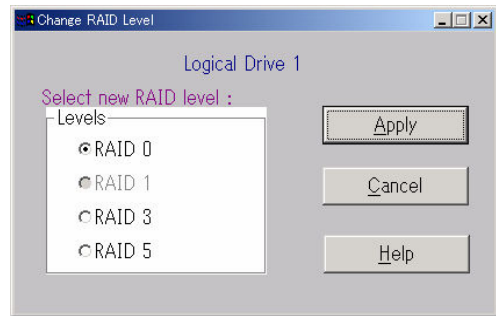 Change RAID Level
Logical Drive 1
Select new RAID level :
Levels
RAID 0
RAID 1
RAID 3
RAID 5
Apply
Cancel
Help